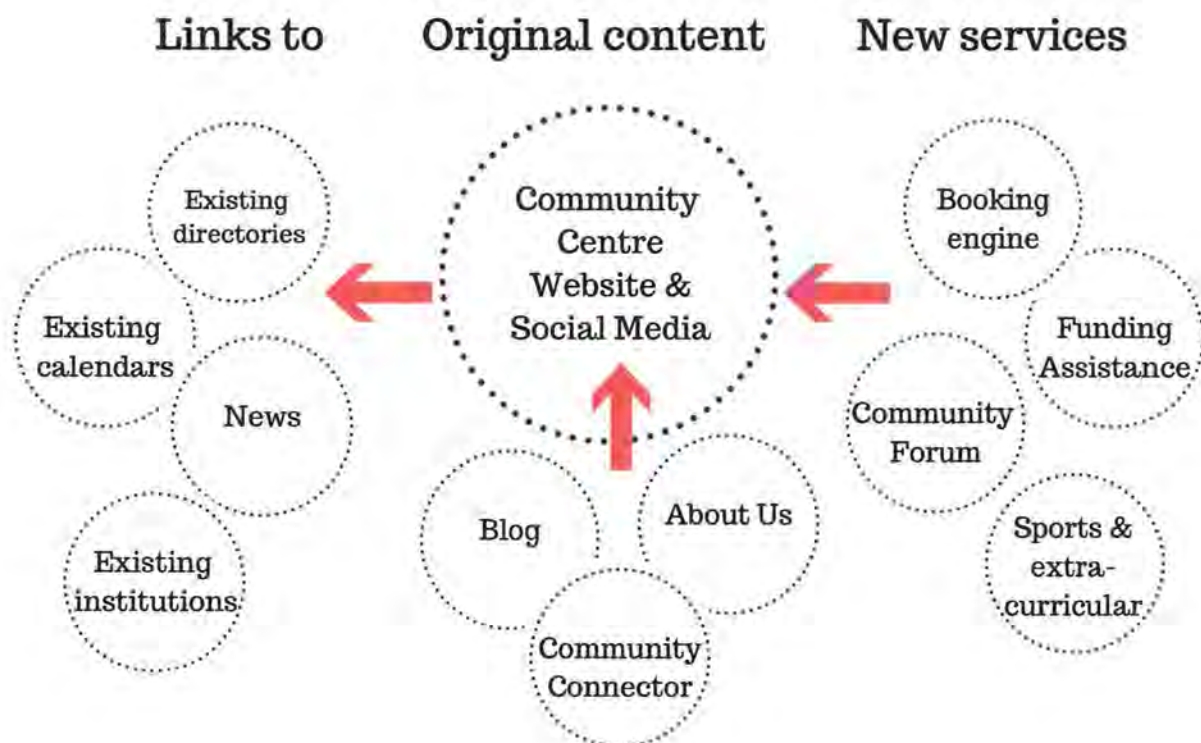 Links to
Original content
New services
Existing
directories
Existing
calendars
News
Existing
institutions
Community
Centre
Website &
Social Media
Blog
About Us
Community
Connector
Booking
engine
Funding
Assistance
Community
Forum
Sports &
extra-
curricular